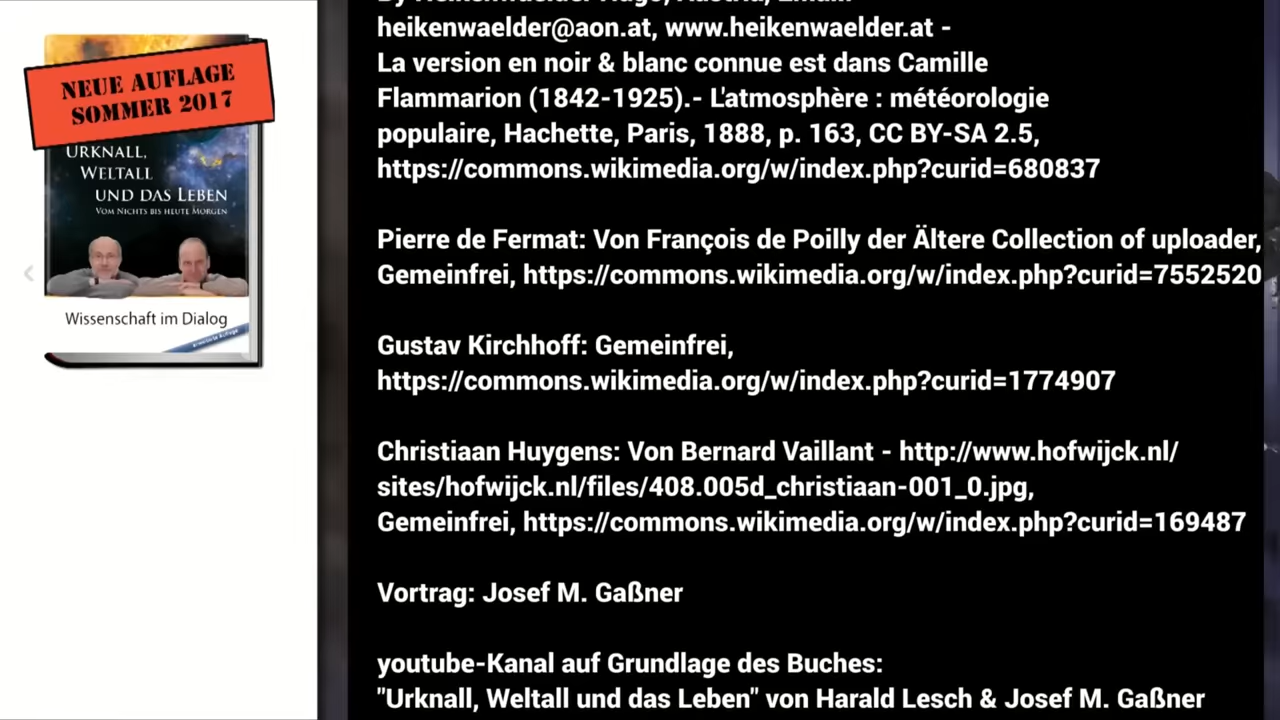 NEUE AUFLAGE
SOMMER 2017
URKNALL,
WELTALL
UND DAS LEBEN
VOM NICHTS BIS HEUTE MORGEN
Wissenschaft im Dialog
heikenwaelder@aon.at, www.heikenwaelder.at -
La version en noir & blanc connue est dans Camille
Flammarion (1842-1925).- L'atmosphère : météorologie
populaire, Hachette, Paris, 1888, p. 163, CC BY-SA 2.5,
https://commons.wikimedia.org/w/index.php?curid=680837
Pierre de Fermat: Von François de Poilly der Ältere Collection of uploader,
Gemeinfrei, https://commons.wikimedia.org/w/index.php?curid=7552520
Gustav Kirchhoff: Gemeinfrei,
https://commons.wikimedia.org/w/index.php?curid=1774907
Christiaan Huygens: Von Bernard Vaillant - http://www.hofwijck.nl/
sites/hofwijck.nl/files/408.005d_christiaan-001_0.jpg,
Gemeinfrei, https://commons.wikimedia.org/w/index.php?curid=169487
Vortrag: Josef M. Gaßner
youtube-Kanal auf Grundlage des Buches:
"Urknall, Weltall und das Leben" von Harald Lesch & Josef M. Gaßner